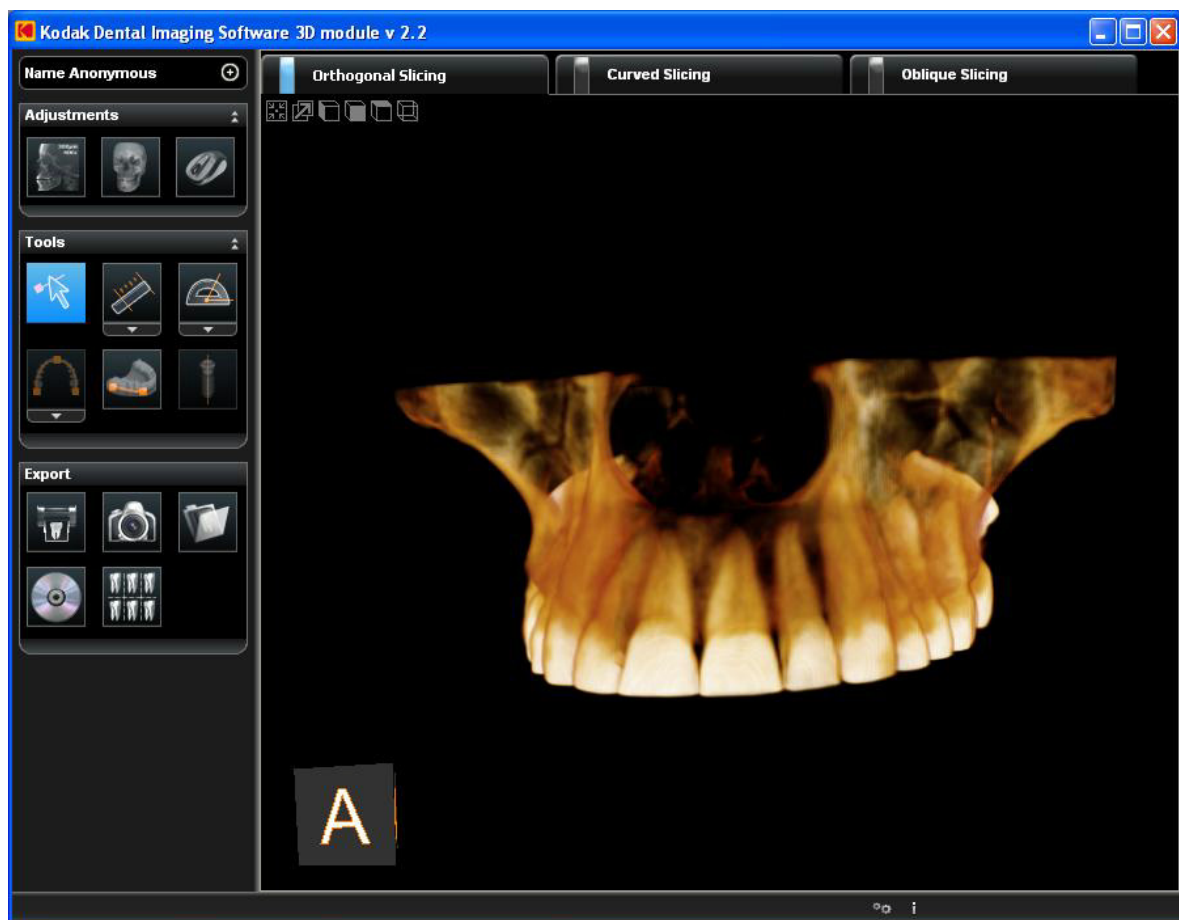 Kodak Dental Imaging Software 3D module v 2.2
Name Anonymous
Orthogonal Slicing
Curved Slicing
Oblique Slicing
Adjustments
Tools
Export
A
i